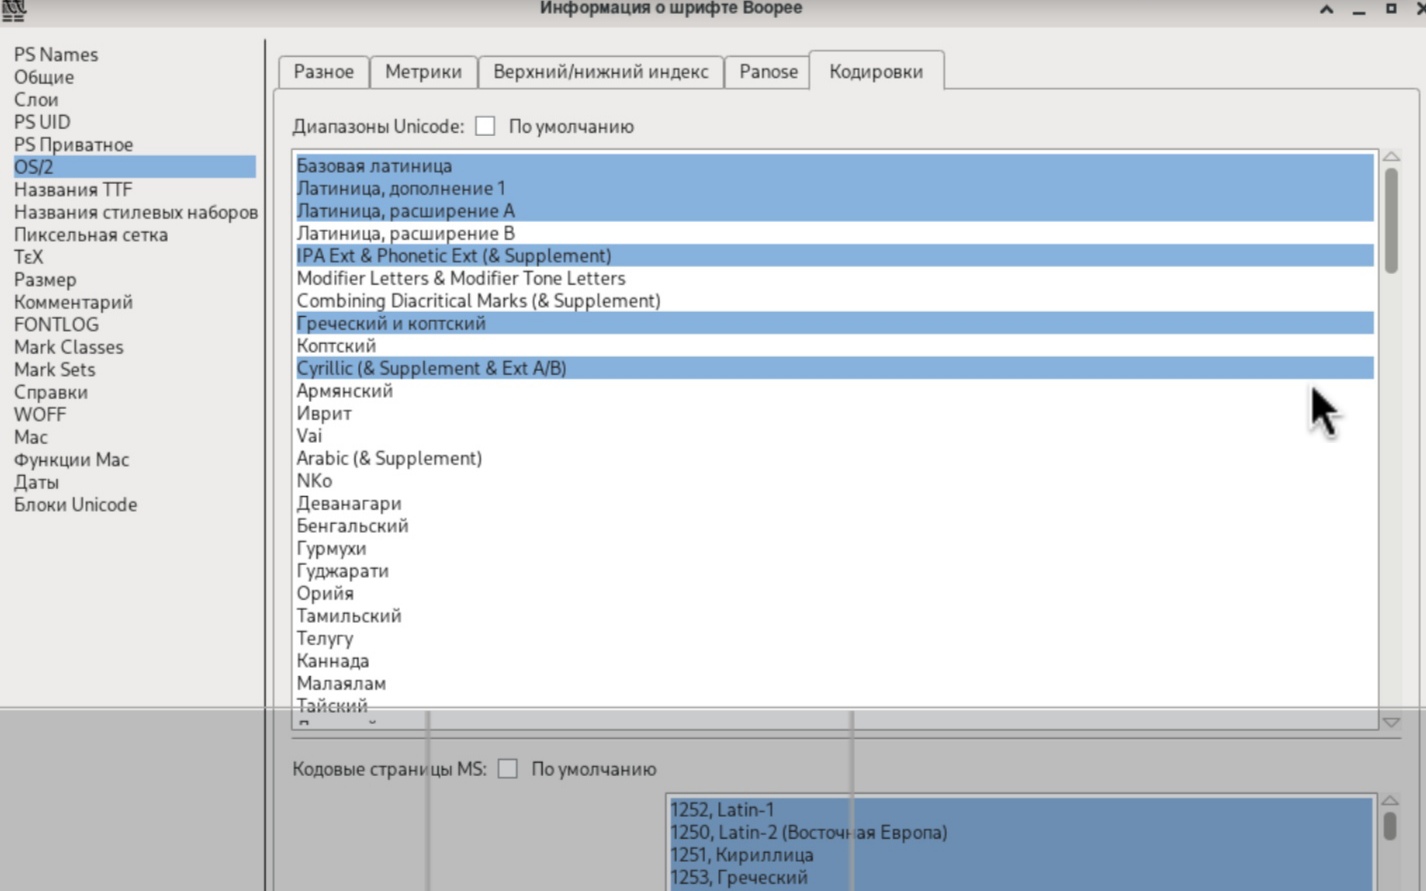 Информация о шрифте Boopee
PS Names
Общие
Слои
PS UID
PS Приватное
OS/2
Названия TTF
Названия стилевых наборов
Пиксельная сетка
ΤεΧ
Размер
Комментарий
FONTLOG
Mark Classes
Mark Sets
Справки
WOFF
Mac
Функции Mac
Даты
Блоки Unicode
Разное
Метрики
Верхний/нижний индекс
Panose
Кодировки
Диапазоны Unicode:
По умолчанию
Базовая латиница
Латиница, дополнение 1
Латиница, расширение A
Латиница, расширение B
IPA Ext & Phonetic Ext (& Supplement)
Modifier Letters & Modifier Tone Letters
Combining Diacritical Marks (& Supplement)
Греческий и коптский
Коптский
Cyrillic (& Supplement & Ext A/B)
Армянский
Иврит
Vai
Arabic (& Supplement)
NKo
Деванагари
Бенгальский
Гурмухи
Гуджарати
Орийя
Тамильский
Телугу
Каннада
Малаялам
Тайский
Кодовые страницы MS:
По умолчанию
1252, Latin-1
1250, Latin-2 (Восточная Европа)
1251, Кириллица
1253, Греческий